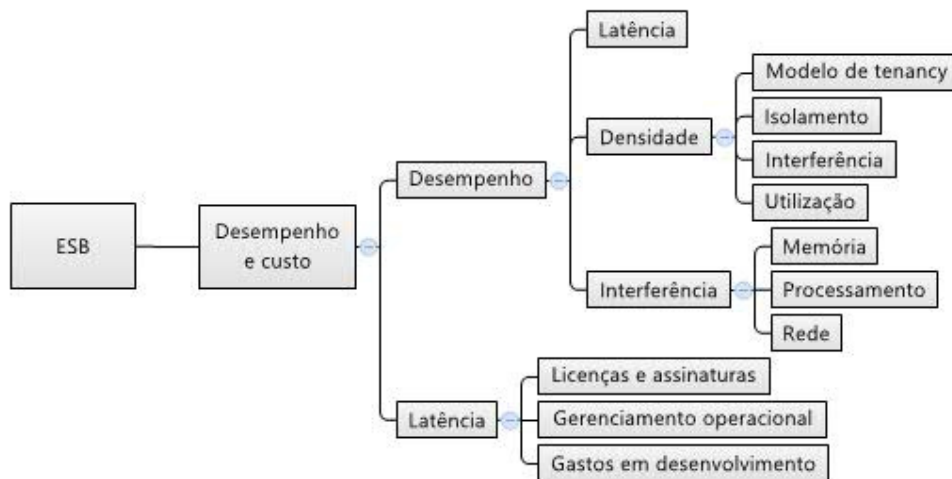 ESB
Desempenho
e custo
Desempenho
Latência
Densidade
Modelo de tenancy
Isolamento
Interferência
Utilização
Interferência
Memória
Processamento
Rede
Latência
Licenças e assinaturas
Gerenciamento operacional
Gastos em desenvolvimento